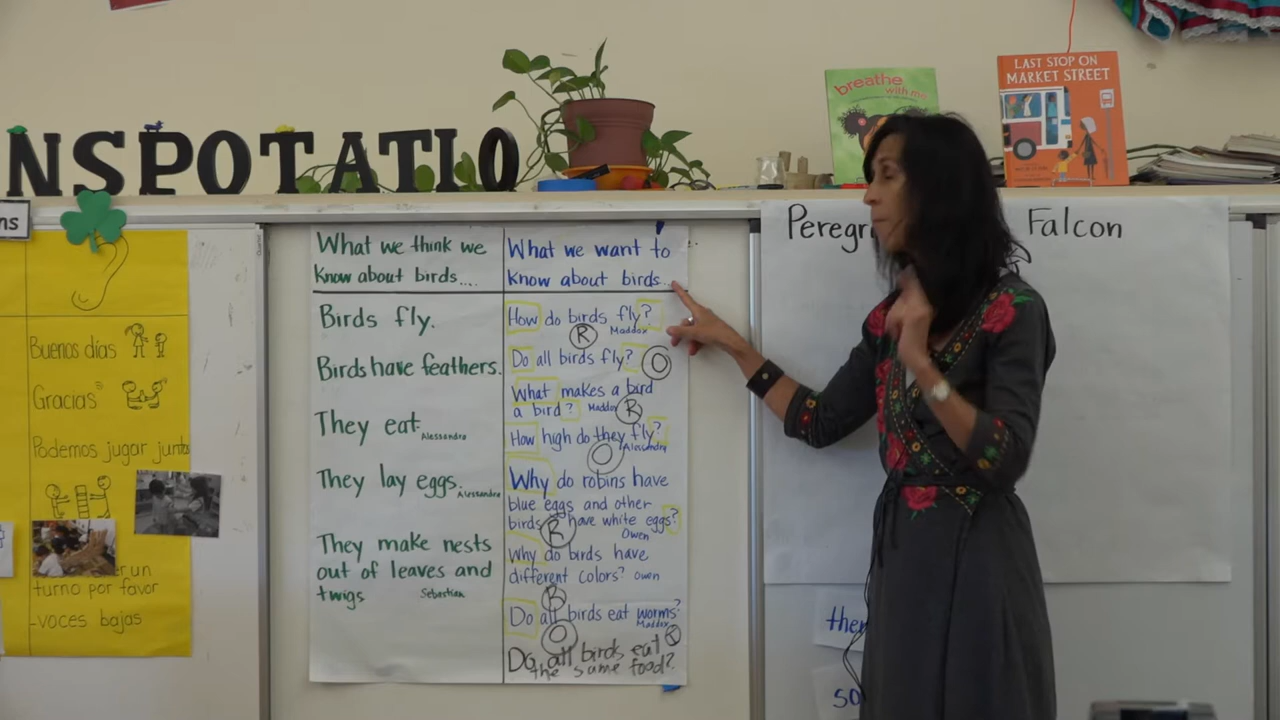 NSPOTATIO
breathe
with me
LAST STOP ON
MARKET STREET
ns
Buenos días
Gracias
Podemos jugar juntos
un
turno por favor
-voces bajas
What we think we
know about birds....
Birds fly.
Birds have feathers.
They eat.
Alessandra
They lay eggs.
Alessandra
They make nests
out of leaves and
twigs
Sebastian
What we want to
know about birds...
How do birds fly?
R Maddox
Do all birds fly? O
What makes a bird
a bird? Maddox R
How high do they fly?
O Alessandra
Why do robins have
blue eggs and other
birds have white eggs?
R Owen
Why do birds have
different colors? Owen
R
Do all birds eat worms?
Maddox
O
Do all birds eat
the same food?
Falcon
then
so